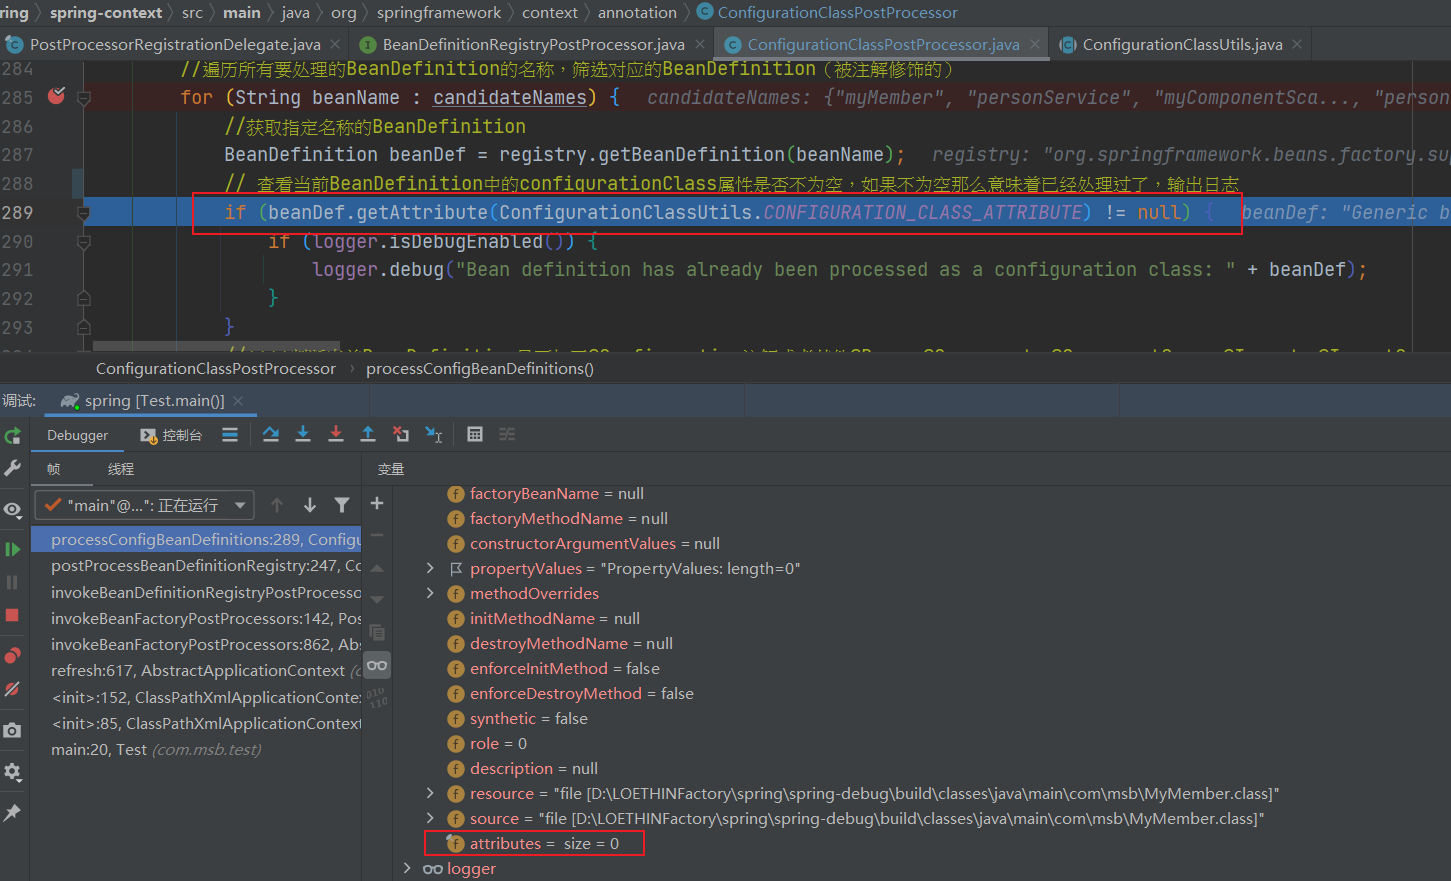 ring › spring-context › src › main › java › org › springframework › context › annotation › ConfigurationClassPostProcessor
PostProcessorRegistrationDelegate.java × BeanDefinitionRegistryPostProcessor.java × ConfigurationClassPostProcessor.java × ConfigurationClassUtils.java ×
284 //遍历所有要处理的BeanDefinition的名称，筛选对应的BeanDefinition（被注解修饰的）
285 for (String beanName : candidateNames) { candidateNames: {"myMember", "personService", "myComponentSca..., "person
286 //获取指定名称的BeanDefinition
287 BeanDefinition beanDef = registry.getBeanDefinition(beanName); registry: "org.springframework.beans.factory.sup
288 // 查看当前BeanDefinition中的configurationClass属性是否不为空，如果不为空那么意味着已经处理过了，输出日志
289 if (beanDef.getAttribute(ConfigurationClassUtils.CONFIGURATION_CLASS_ATTRIBUTE) != null) { beanDef: "Generic b
290 if (logger.isDebugEnabled()) {
291 logger.debug("Bean definition has already been processed as a configuration class: " + beanDef);
292 }
293 }
ConfigurationClassPostProcessor › processConfigBeanDefinitions()
调试: spring [Test.main()] ×
Debugger 控制台
帧 线程 变量
"main"@...": 正在运行
processConfigBeanDefinitions:289, Configu
postProcessBeanDefinitionRegistry:247, Co
invokeBeanDefinitionRegistryPostProcesso
invokeBeanFactoryPostProcessors:142, Pos
invokeBeanFactoryPostProcessors:862, Abs
refresh:617, AbstractApplicationContext (o
<init>:152, ClassPathXmlApplicationContex
<init>:85, ClassPathXmlApplicationContext
main:20, Test (com.msb.test)
factoryBeanName = null
factoryMethodName = null
constructorArgumentValues = null
propertyValues = "PropertyValues: length=0"
methodOverrides
initMethodName = null
destroyMethodName = null
enforceInitMethod = false
enforceDestroyMethod = false
synthetic = false
role = 0
description = null
resource = "file [D:\LOETHINFactory\spring\spring-debug\build\classes\java\main\com\msb\MyMember.class]"
source = "file [D:\LOETHINFactory\spring\spring-debug\build\classes\java\main\com\msb\MyMember.class]"
attributes = size = 0
logger